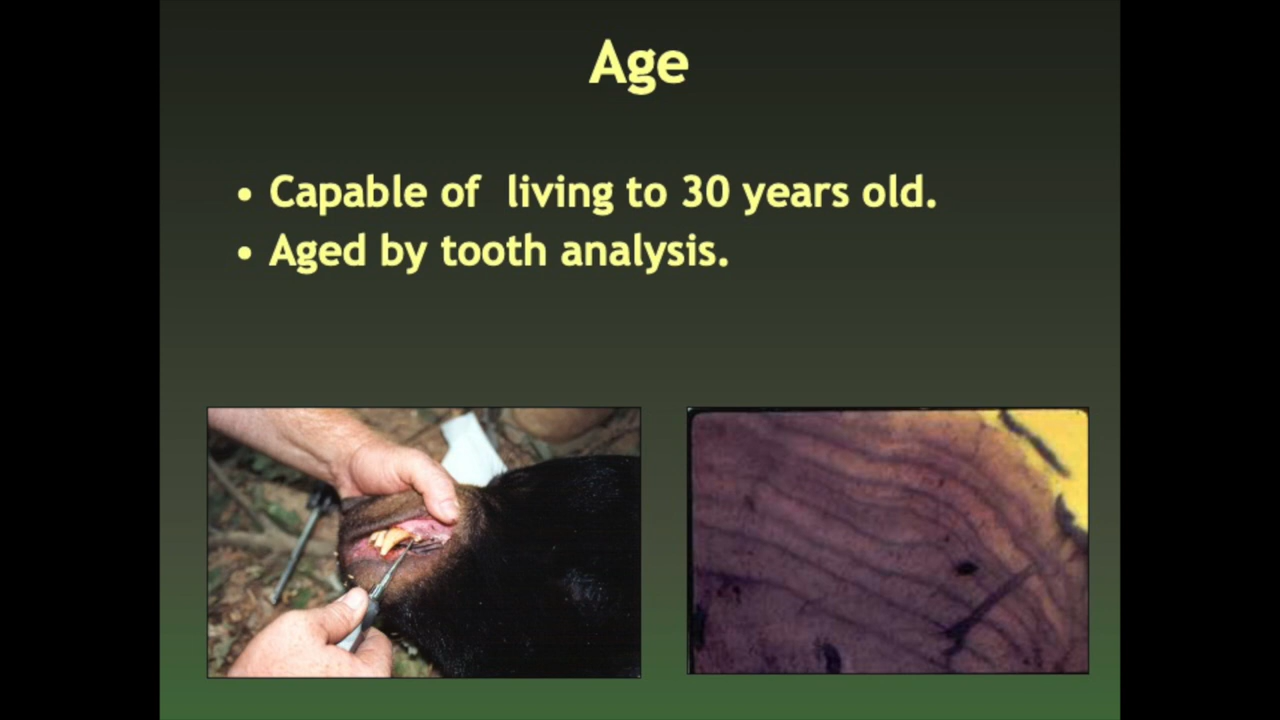 Age
• Capable of  living to 30 years old.
• Aged by tooth analysis.